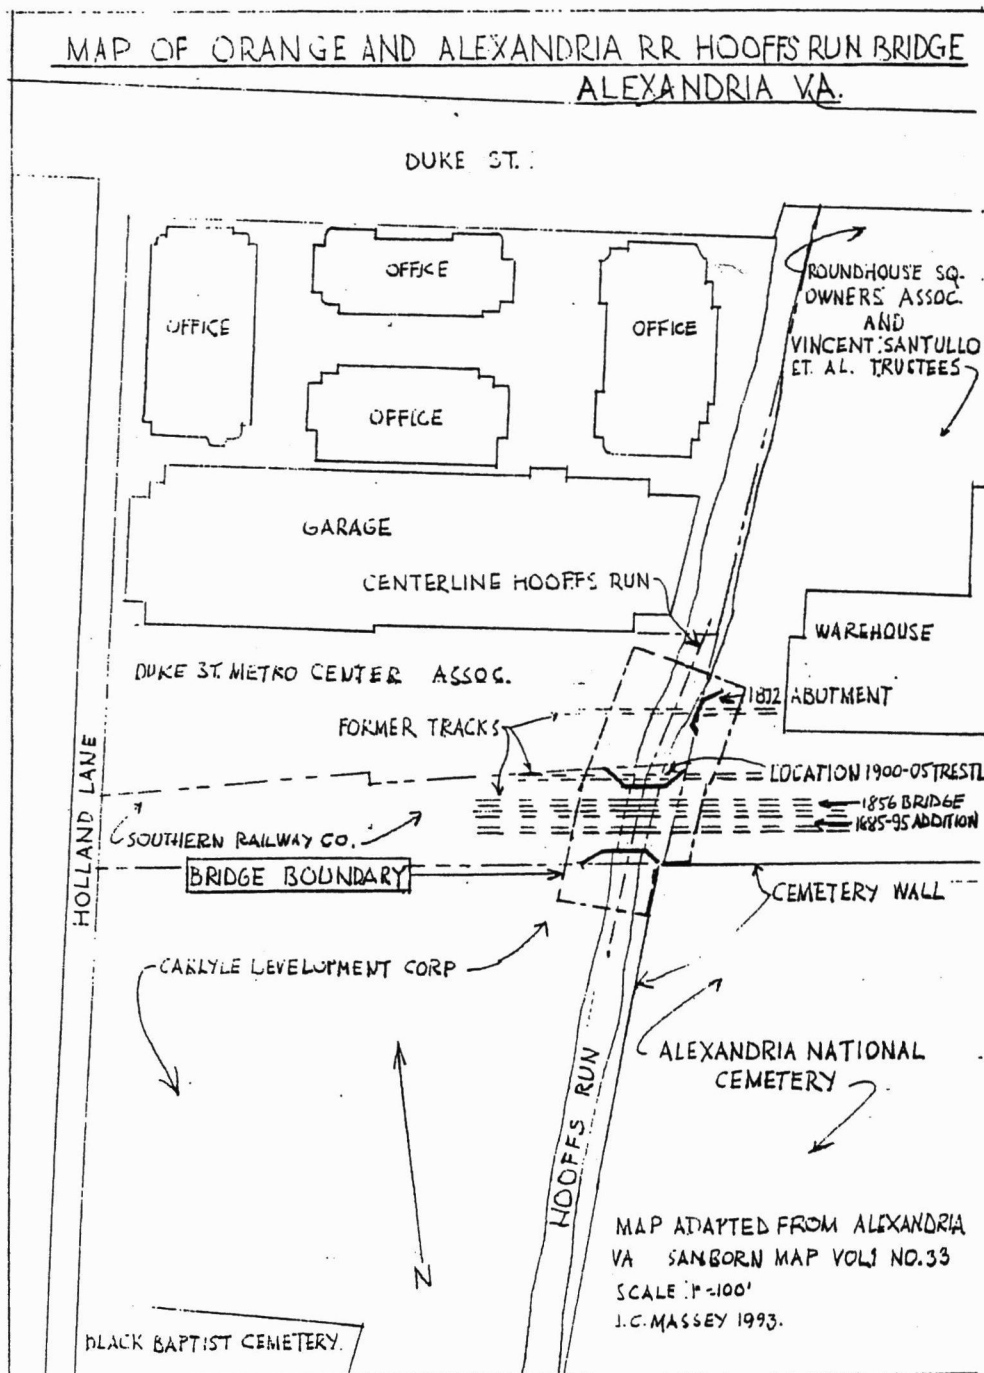 MAP OF ORANGE AND ALEXANDRIA RR HOOFFS RUN BRIDGE
ALEXANDRIA VA.
DUKE ST.
OFFICE
OFFICE
OFFICE
OFFICE
ROUNDHOUSE SQ.
OWNERS ASSOC.
AND
VINCENT SANTULLO
ET. AL. TRUSTEES
GARAGE
CENTERLINE HOOFFS RUN
WAREHOUSE
DUKE ST. METRO CENTER ASSOC.
ABUTMENT
FORMER TRACKS
LOCATION 1900-05 TRESTL
1856 BRIDGE
1885-95 ADDITION
SOUTHERN RAILWAY CO.
HOLLAND LANE
BRIDGE BOUNDARY
CEMETERY WALL
CARLYLE DEVELOPMENT CORP
ALEXANDRIA NATIONAL
CEMETERY
HOOFFS RUN
N
MAP ADAPTED FROM ALEXANDRIA
VA SANBORN MAP VOL1 NO.33
SCALE 1"=100'
J.C. MASSEY 1993.
BLACK BAPTIST CEMETERY.